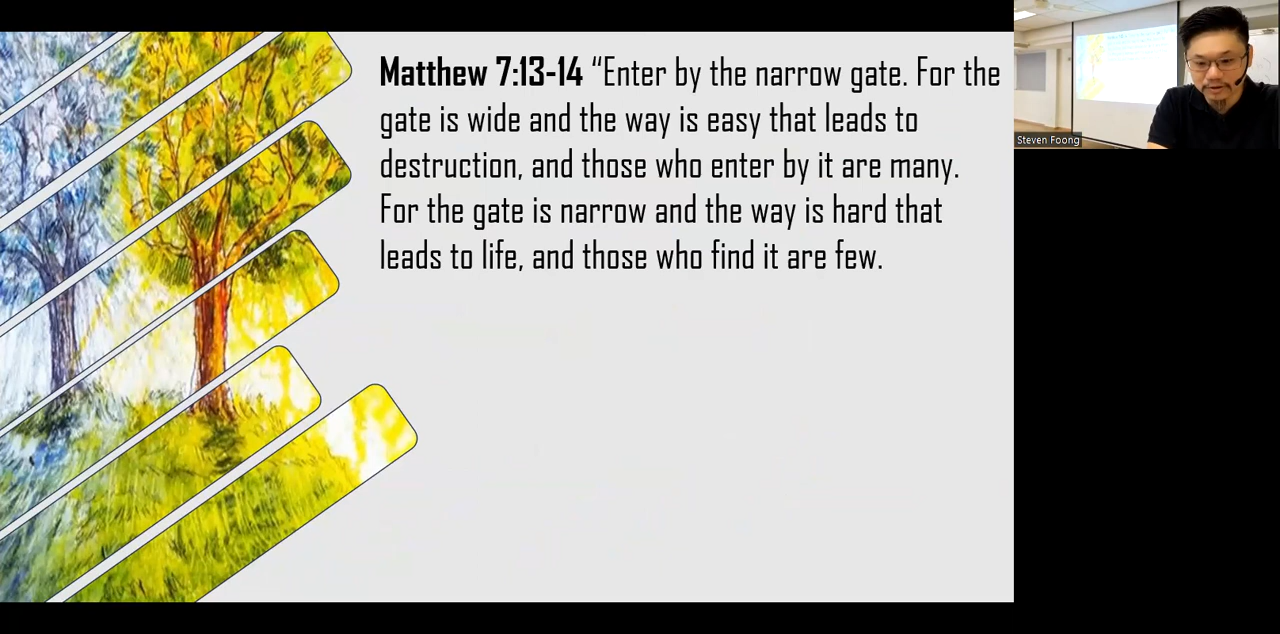 Matthew 7:13-14 “Enter by the narrow gate. For the
gate is wide and the way is easy that leads to
destruction, and those who enter by it are many.
For the gate is narrow and the way is hard that
leads to life, and those who find it are few.
Steven Foong